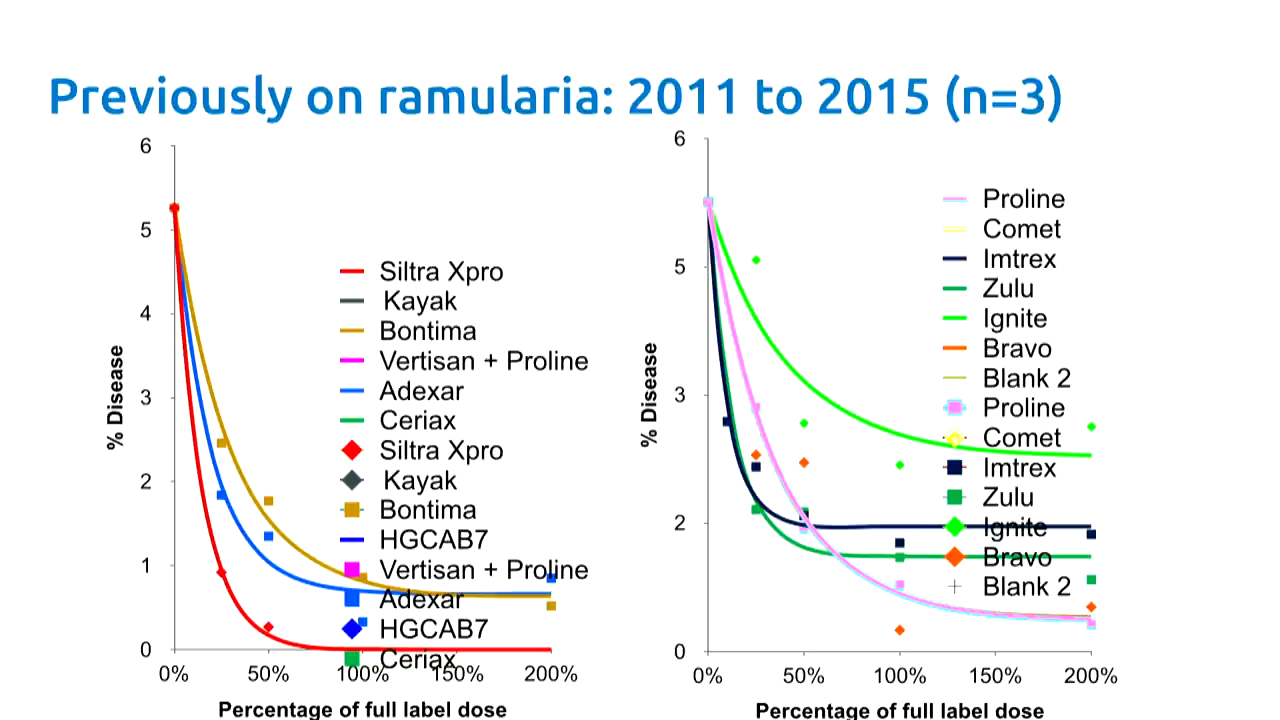 Previously on ramularia: 2011 to 2015 (n=3)
6
5
4
3
2
1
0
% Disease
0%
50%
100%
150%
200%
Percentage of full label dose
Siltra Xpro
Kayak
Bontima
Vertisan + Proline
Adexar
Ceriax
Siltra Xpro
Kayak
Bontima
HGCAB7
Vertisan + Proline
Adexar
HGCAB7
Ceriax
6
5
3
2
0
% Disease
0%
50%
100%
150%
200%
Percentage of full label dose
Proline
Comet
Imtrex
Zulu
Ignite
Bravo
Blank 2
Proline
Comet
Imtrex
Zulu
Ignite
Bravo
Blank 2